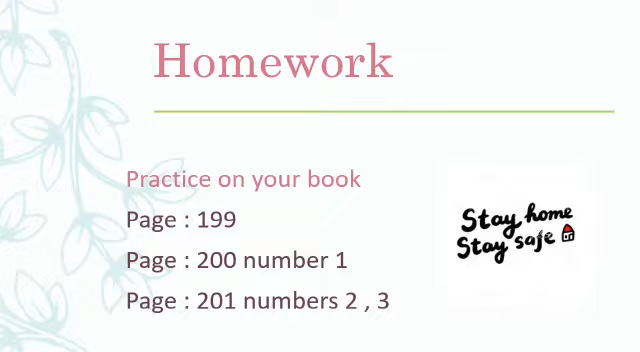 Homework
Practice on your book
Page : 199
Page : 200 number 1
Page : 201 numbers 2 , 3
Stay home
Stay safe